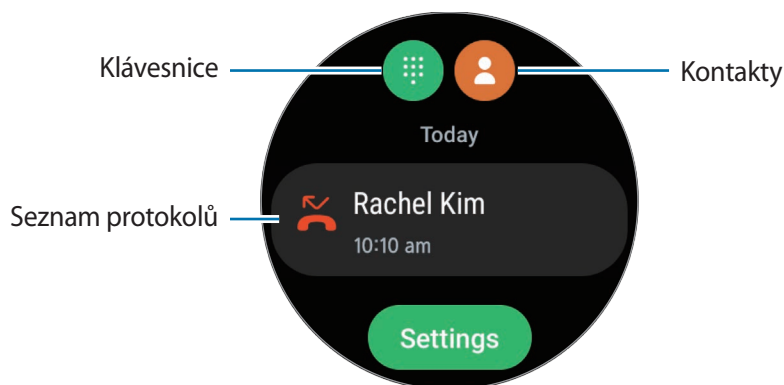 Klávesnice
Kontakty
Today
Seznam protokolů
Rachel Kim
10:10 am
Settings